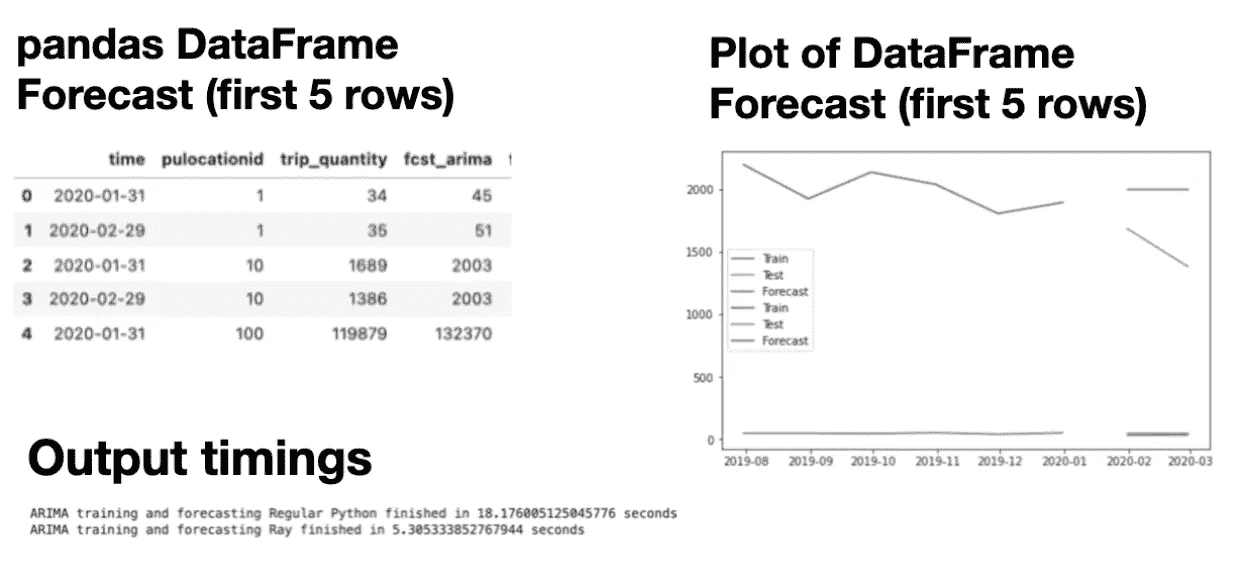 pandas DataFrame
Forecast (first 5 rows)
time pulocationid trip_quantity fcst_arima
0 2020-01-31 1 34 45
1 2020-02-29 1 35 51
2 2020-01-31 10 1689 2003
3 2020-02-29 10 1386 2003
4 2020-01-31 100 119879 132370
Output timings
ARIMA training and forecasting Regular Python finished in 18.176005125045776 seconds
ARIMA training and forecasting Ray finished in 5.305333852767944 seconds
Plot of DataFrame
Forecast (first 5 rows)
2000
1500
1000
500
0
Train
Test
Forecast
Train
Test
Forecast
2019-08 2019-09 2019-10 2019-11 2019-12 2020-01 2020-02 2020-03